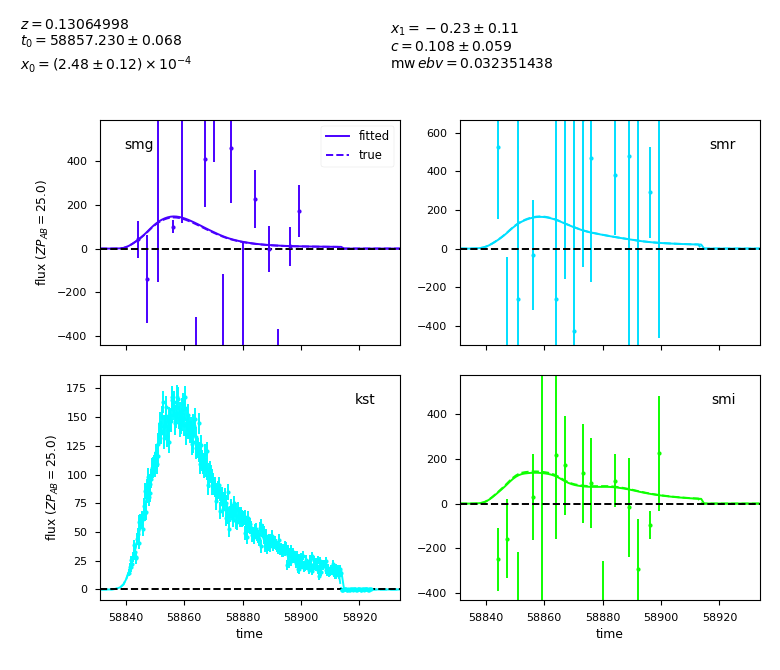 z = 0.13064998
t₀ = 58857.230 ± 0.068
x₀ = (2.48 ± 0.12) × 10⁻⁴
x₁ = −0.23 ± 0.11
c = 0.108 ± 0.059
mw ebv = 0.032351438
smg
fitted
true
400
200
0
−200
−400
flux (ZP_AB = 25.0)
smr
600
400
200
0
−200
−400
kst
175
150
125
100
75
50
25
0
flux (ZP_AB = 25.0)
58840 58860 58880 58900 58920
time
smi
400
200
0
−200
−400
58840 58860 58880 58900 58920
time